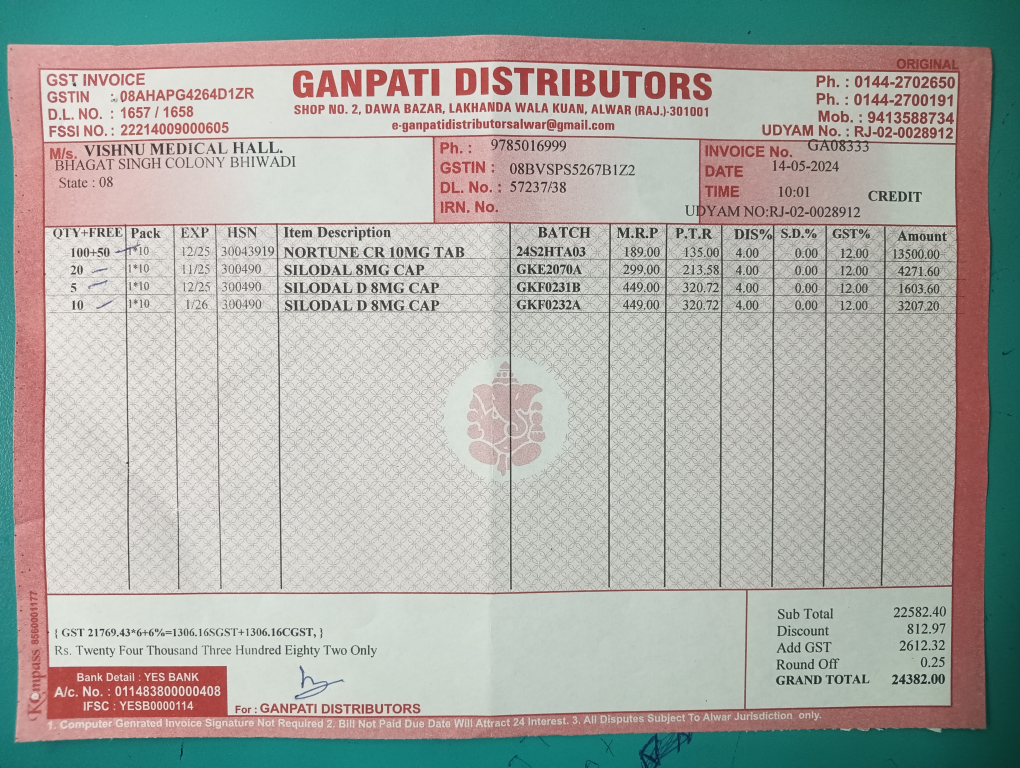 ORIGINAL
GST INVOICE
GSTIN : 08AHAPG4264D1ZR
D.L. NO. : 1657 / 1658
FSSI NO. : 22214009000605
GANPATI DISTRIBUTORS
SHOP NO. 2, DAWA BAZAR, LAKHANDA WALA KUAN, ALWAR (RAJ.)-301001
e-ganpatidistributorsalwar@gmail.com
Ph. : 0144-2702650
Ph. : 0144-2700191
Mob. : 9413588734
UDYAM No. : RJ-02-0028912
M/s. VISHNU MEDICAL HALL.
BHAGAT SINGH COLONY BHIWADI
State : 08
Ph. : 9785016999
GSTIN : 08BVSPS5267B1Z2
DL. No. : 57237/38
IRN. No.
INVOICE No. GA08333
DATE 14-05-2024
TIME 10:01 CREDIT
UDYAM NO:RJ-02-0028912
QTY+FREE Pack EXP HSN Item Description BATCH M.R.P P.T.R DIS% S.D.% GST% Amount
100+50 1*10 12/25 30043919 NORTUNE CR 10MG TAB 24S2HTA03 189.00 135.00 4.00 0.00 12.00 13500.00
20 1*10 11/25 300490 SILODAL 8MG CAP GKE2070A 299.00 213.58 4.00 0.00 12.00 4271.60
5 1*10 12/25 300490 SILODAL D 8MG CAP GKF0231B 449.00 320.72 4.00 0.00 12.00 1603.60
10 1*10 1/26 300490 SILODAL D 8MG CAP GKF0232A 449.00 320.72 4.00 0.00 12.00 3207.20
{ GST 21769.43*6+6%=1306.16SGST+1306.16CGST, }
Rs. Twenty Four Thousand Three Hundred Eighty Two Only
Sub Total 22582.40
Discount 812.97
Add GST 2612.32
Round Off 0.25
GRAND TOTAL 24382.00
Bank Detail : YES BANK
A/c. No. : 011483800000408
IFSC : YESB0000114
For : GANPATI DISTRIBUTORS
1. Computer Genrated Invoice Signature Not Required 2. Bill Not Paid Due Date Will Attract 24 Interest. 3. All Disputes Subject To Alwar Jurisdiction only.
Kompass 8560001177